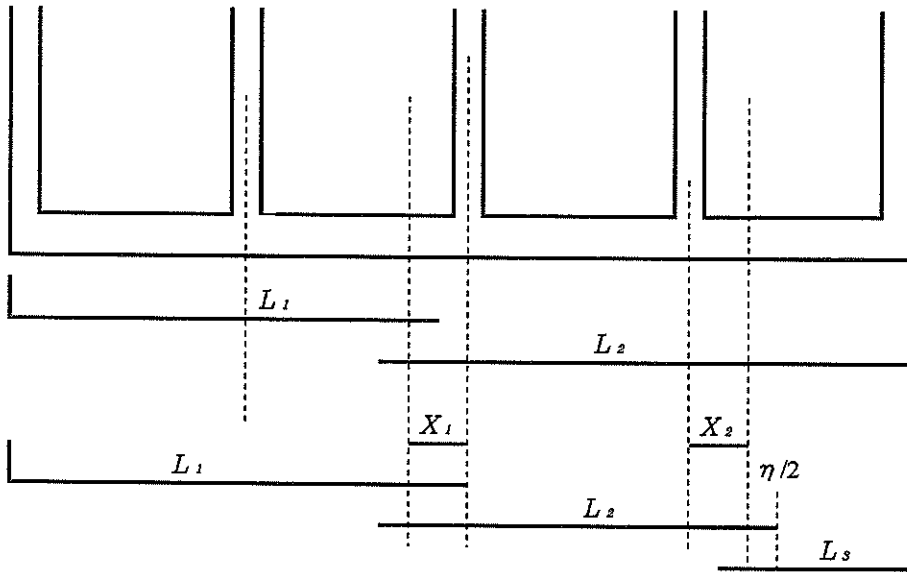 L₁
L₂
X₁ X₂
L₁ η/2
L₂
L₃